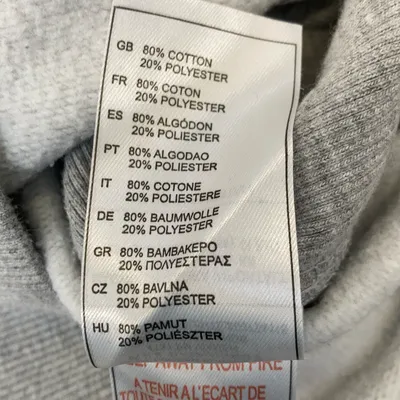 GB 80% COTTON
20% POLYESTER
FR 80% COTON
20% POLYESTER
ES 80% ALGÓDON
20% POLIESTER
PT 80% ALGODAO
20% POLIESTER
IT 80% COTONE
20% POLIESTERE
DE 80% BAUMWOLLE
20% POLYESTER
GR 80% ΒΑΜΒΑΚΕΡΟ
20% ΠΟΛΥΕΣΤΕΡΑΣ
CZ 80% BAVLNA
20% POLYESTER
HU 80% PAMUT
20% POLIÉSZTER
KEEP AWAY FROM FIRE
A TENIR A L'ECART DE